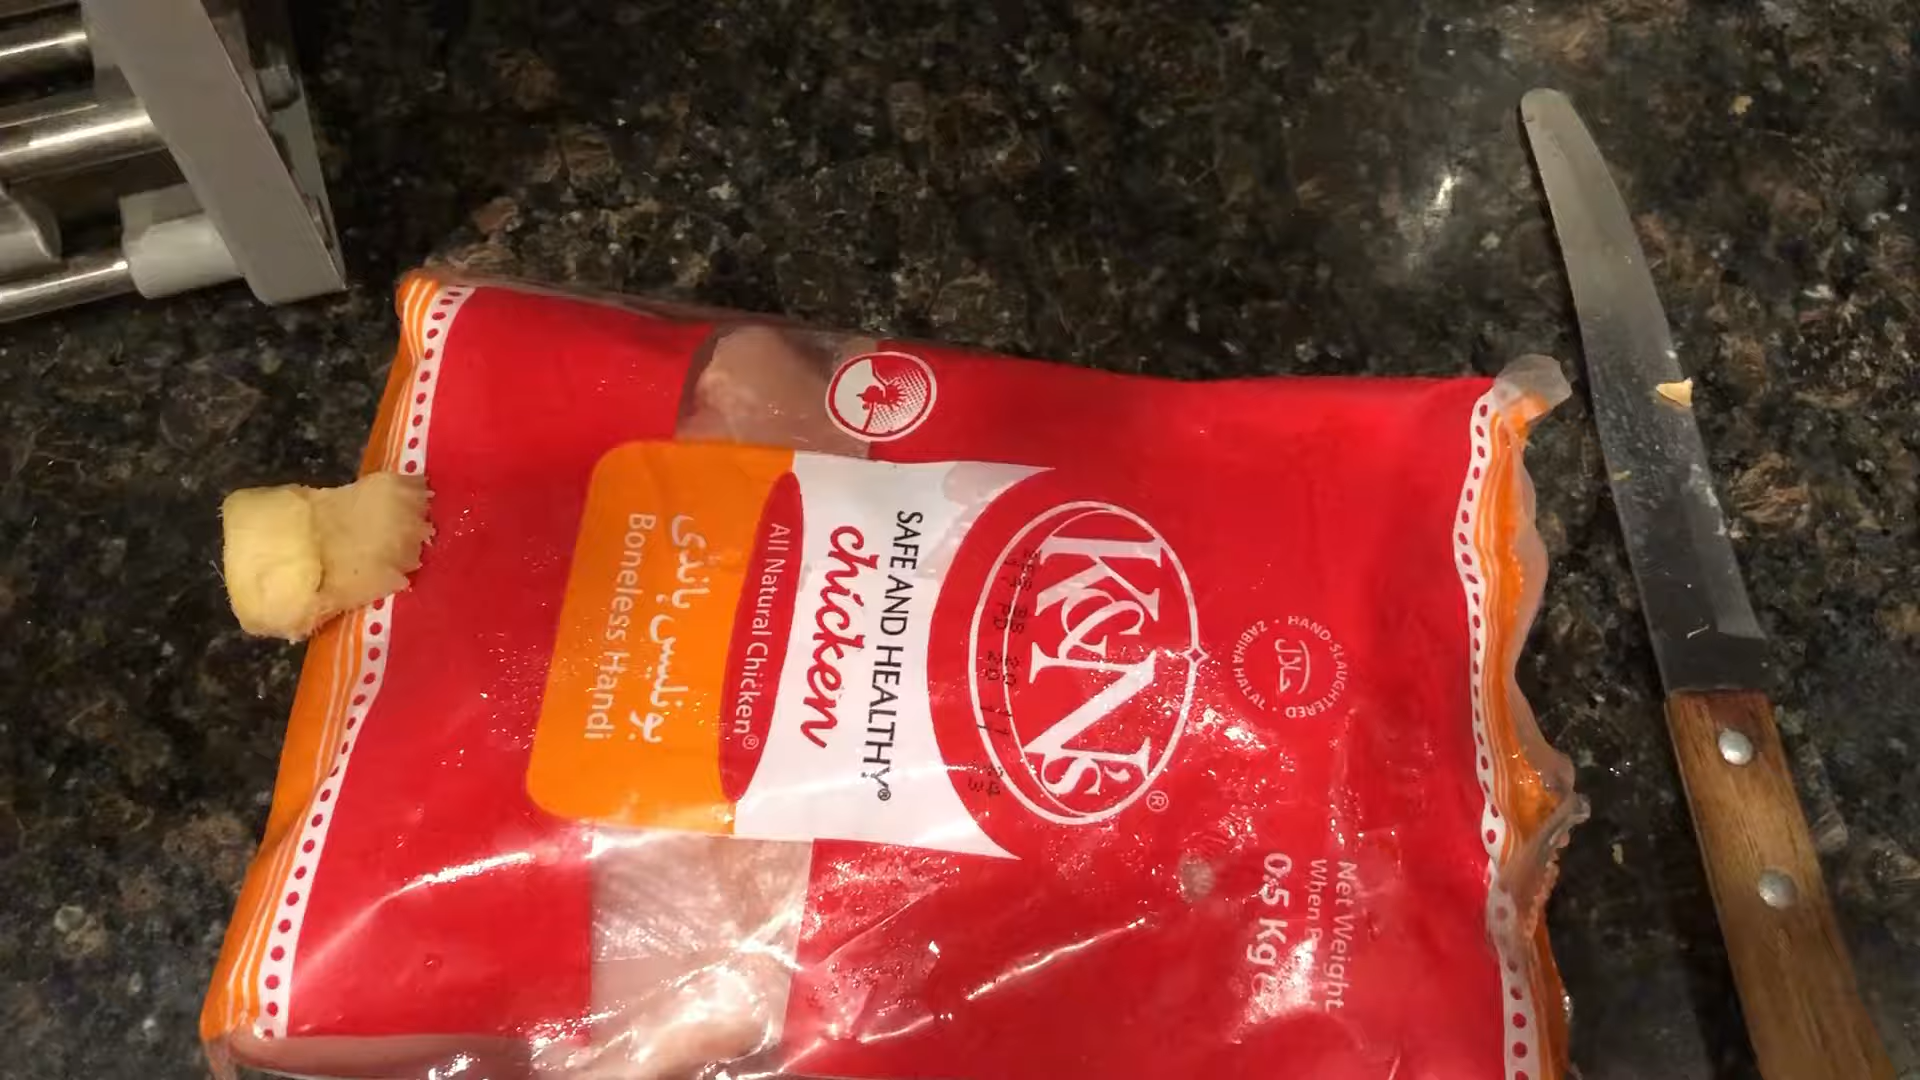 K&N's®
SAFE AND HEALTHY®
chicken
All Natural Chicken®
بونلیس ہانڈی
Boneless Handi
HAND-SLAUGHTERED • ZABIHA HALAL •
حلال
Net Weight
When
0.5 Kg